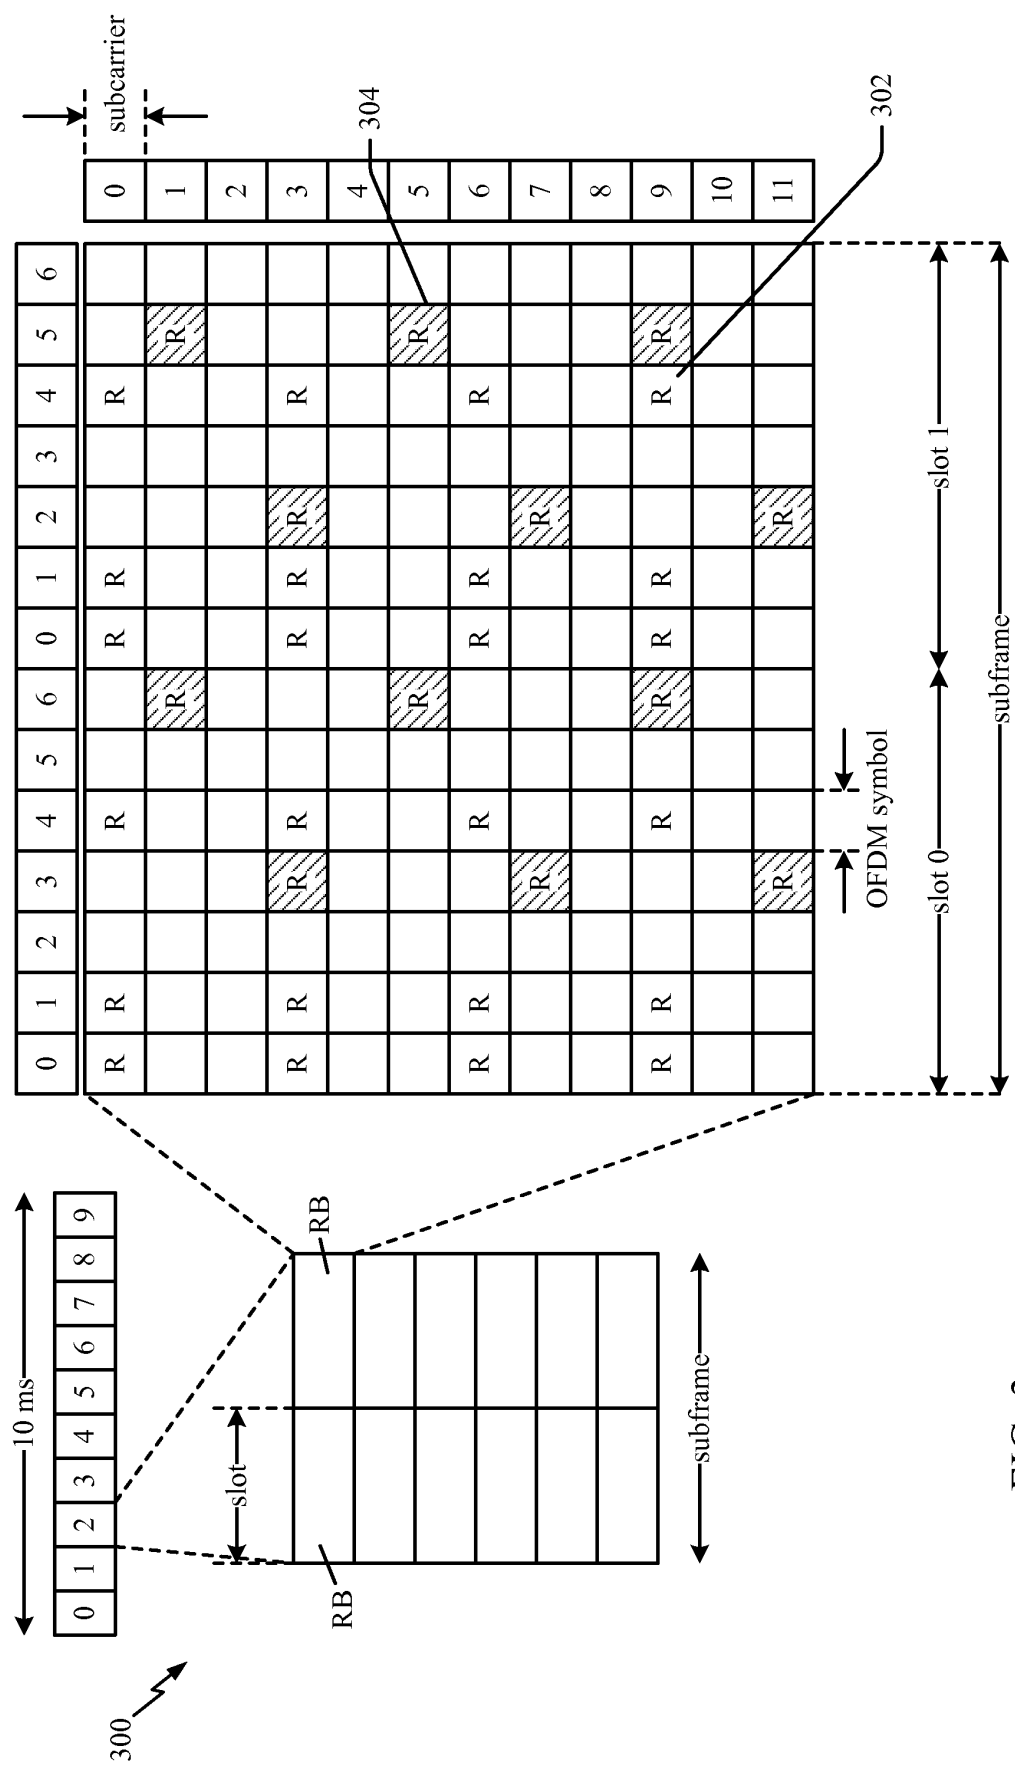 300
10 ms
0 1 2 3 4 5 6 7 8 9
slot
RB
RB
subframe
0 1 2 3 4 5 6 0 1 2 3 4 5 6
subcarrier
R R R R R R 0
R R 1
2
R R R R R R R R 3
4
R R 5
R R R R R R 6
R R 7
8
R R R R R R R R 9
10
R R 11
304
302
OFDM symbol
slot 0
slot 1
subframe